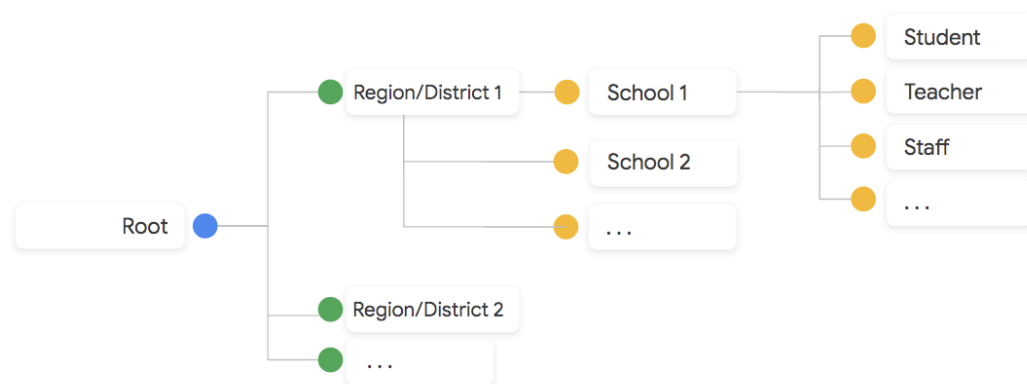 Student
Region/District 1
School 1
Teacher
Staff
School 2
...
...
Root
Region/District 2
...